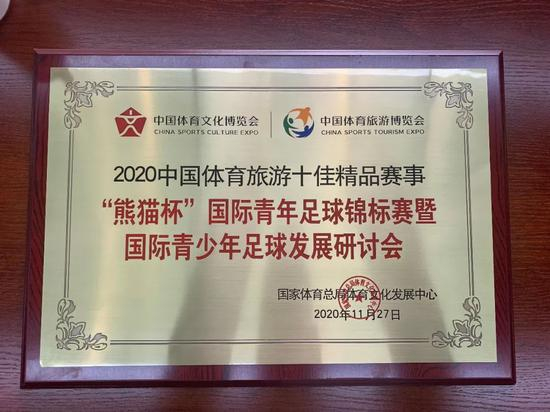 中国体育文化博览会
CHINA SPORTS CULTURE EXPO
中国体育旅游博览会
CHINA SPORTS TOURISM EXPO
2020中国体育旅游十佳精品赛事
“熊猫杯”国际青年足球锦标赛暨
国际青少年足球发展研讨会
国家体育总局体育文化发展中心
2020年11月27日